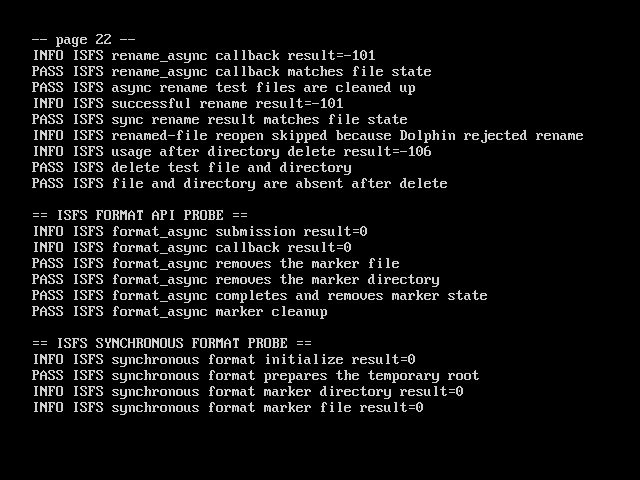 -- page 22 --
INFO ISFS rename_async callback result=-101
PASS ISFS rename_async callback matches file state
PASS ISFS async rename test files are cleaned up
INFO ISFS successful rename result=-101
PASS ISFS sync rename result matches file state
INFO ISFS renamed-file reopen skipped because Dolphin rejected rename
INFO ISFS usage after directory delete result=-106
PASS ISFS delete test file and directory
PASS ISFS file and directory are absent after delete
== ISFS FORMAT API PROBE ==
INFO ISFS format_async submission result=0
INFO ISFS format_async callback result=0
PASS ISFS format_async removes the marker file
PASS ISFS format_async removes the marker directory
PASS ISFS format_async completes and removes marker state
PASS ISFS format_async marker cleanup
== ISFS SYNCHRONOUS FORMAT PROBE ==
INFO ISFS synchronous format initialize result=0
PASS ISFS synchronous format prepares the temporary root
INFO ISFS synchronous format marker directory result=0
INFO ISFS synchronous format marker file result=0